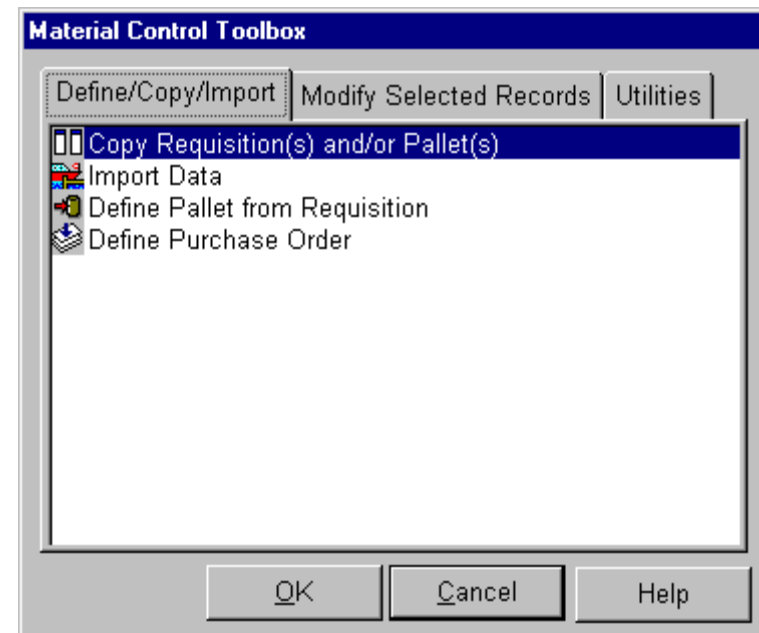 Material Control Toolbox
Define/Copy/Import Modify Selected Records Utilities
Copy Requisition(s) and/or Pallet(s)
Import Data
Define Pallet from Requisition
Define Purchase Order
OK Cancel Help